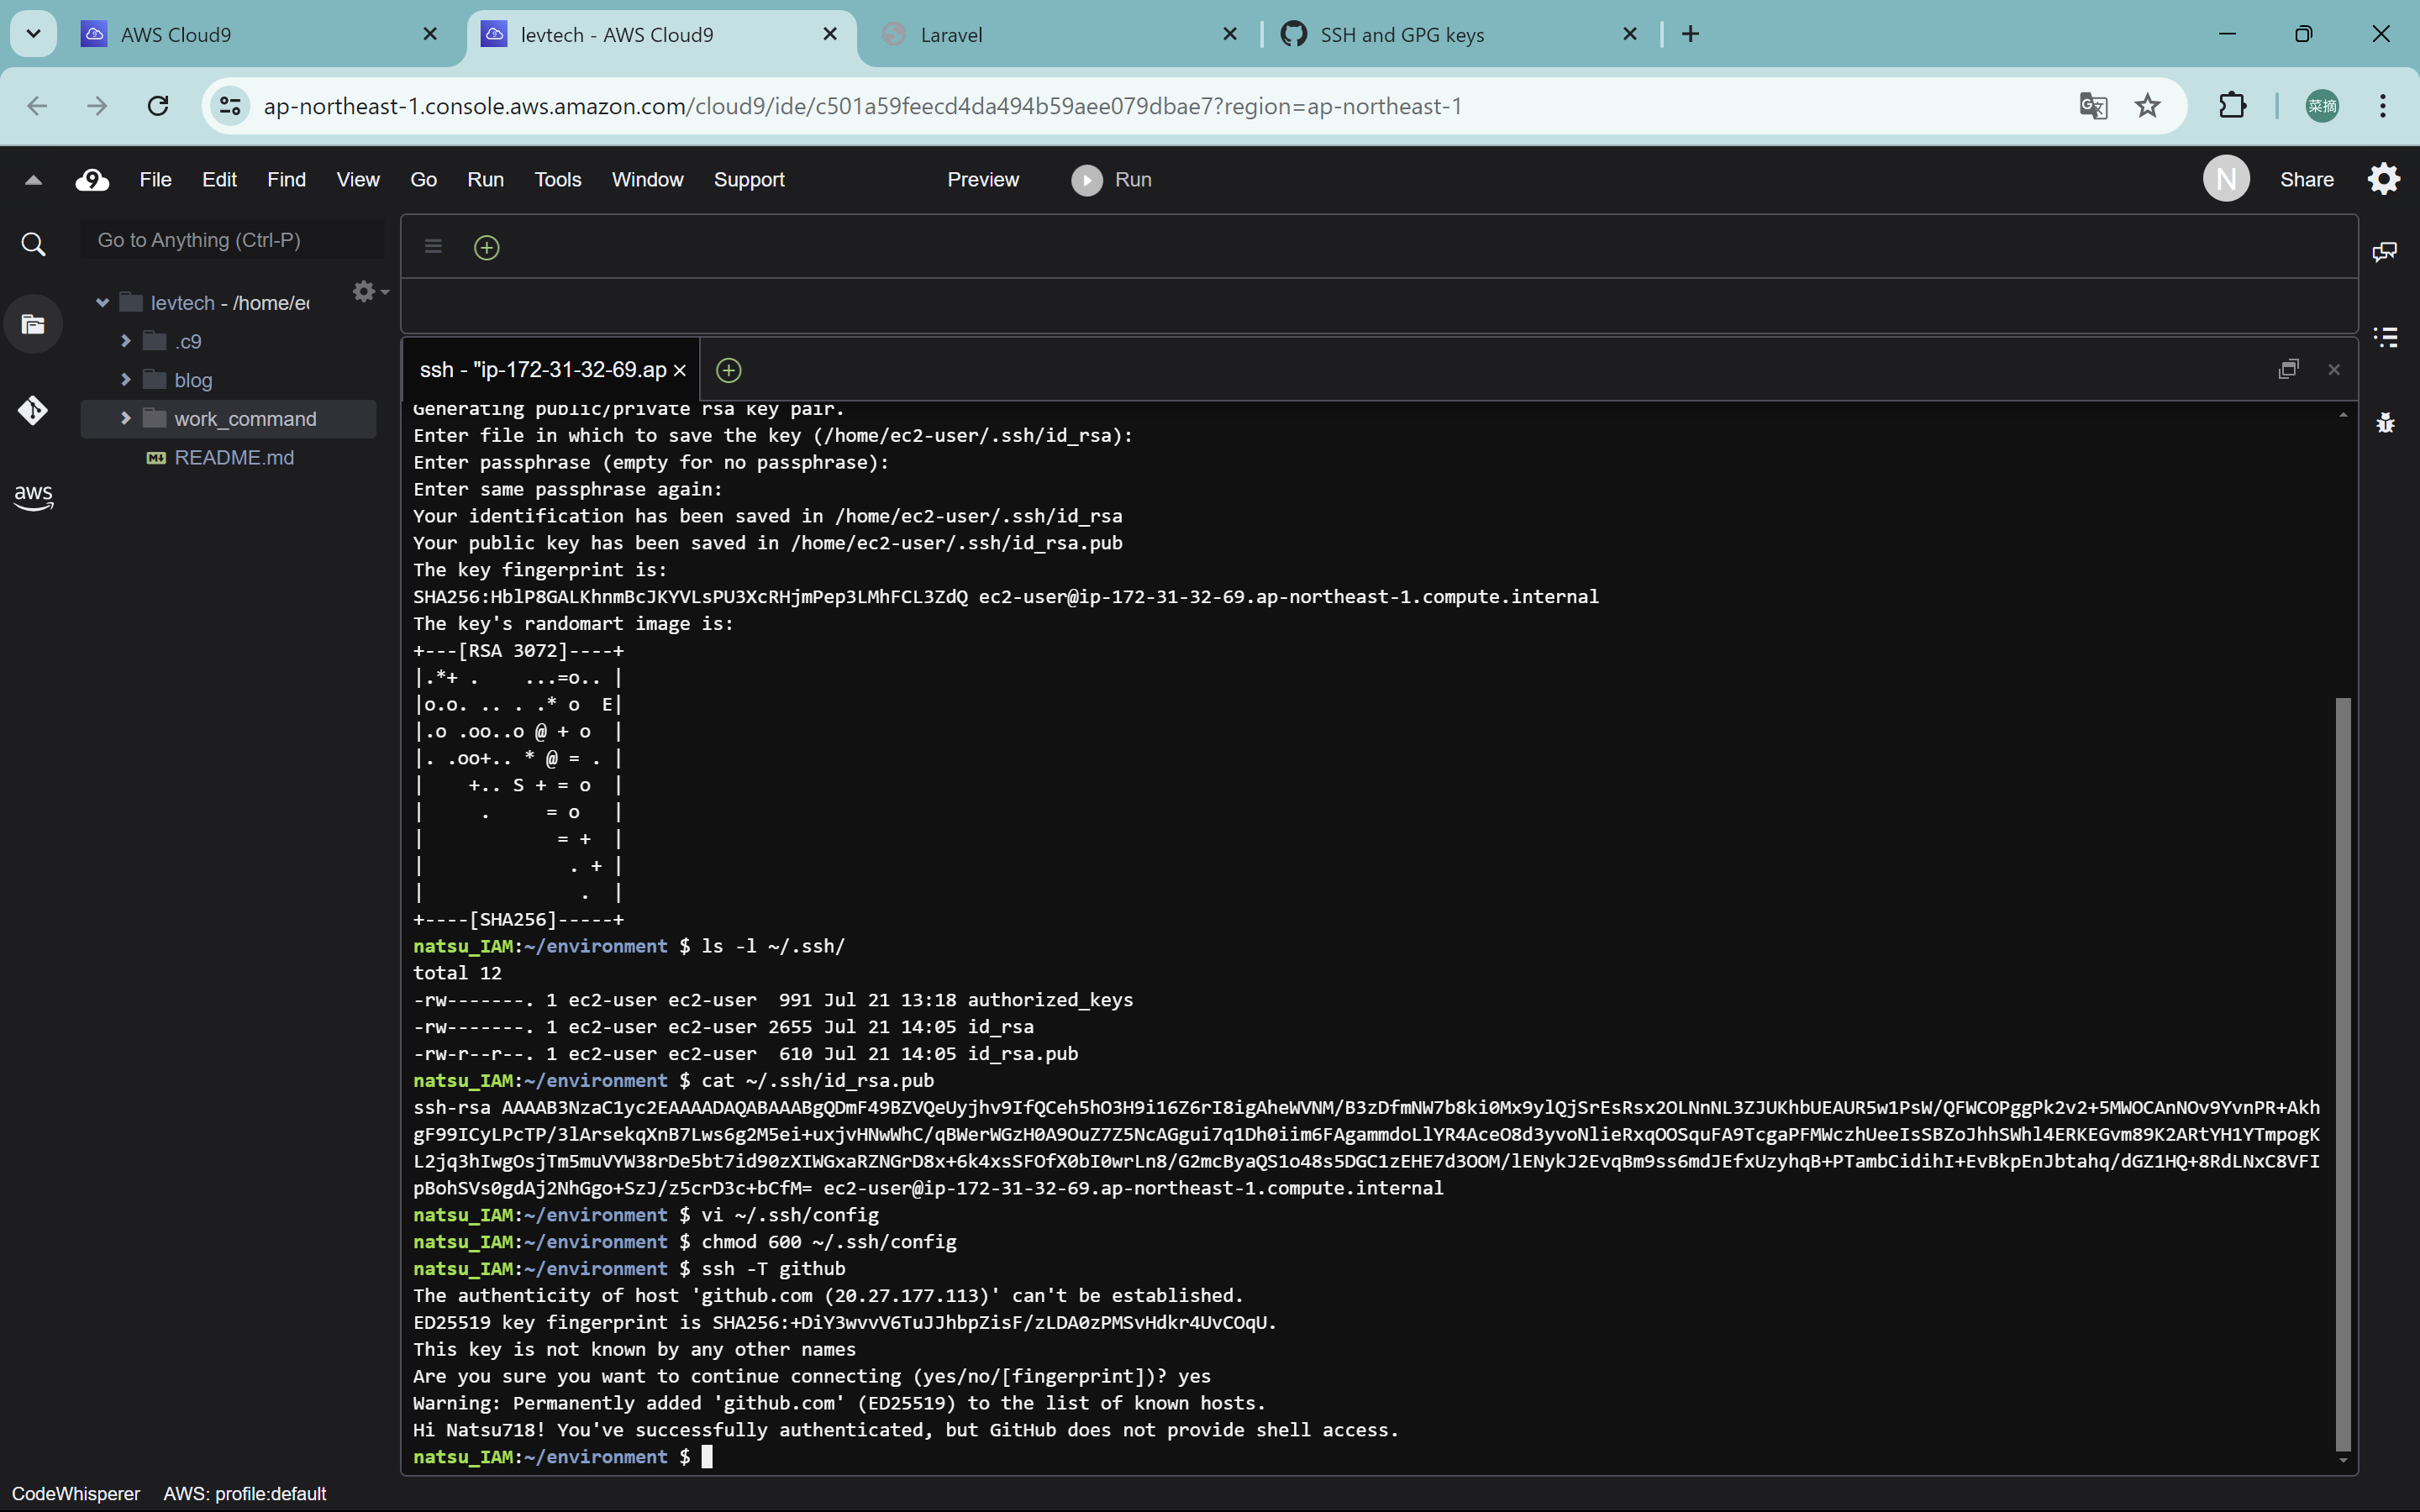 AWS Cloud9
levtech - AWS Cloud9
Laravel
SSH and GPG keys
ap-northeast-1.console.aws.amazon.com/cloud9/ide/c501a59feecd4da494b59aee079dbae7?region=ap-northeast-1
菜摘
9 File Edit Find View Go Run Tools Window Support Preview Run
N Share
Go to Anything (Ctrl-P)
levtech - /home/ec
.c9
blog
work_command
README.md
aws
ssh - "ip-172-31-32-69.ap
Generating public/private rsa key pair.
Enter file in which to save the key (/home/ec2-user/.ssh/id_rsa):
Enter passphrase (empty for no passphrase):
Enter same passphrase again:
Your identification has been saved in /home/ec2-user/.ssh/id_rsa
Your public key has been saved in /home/ec2-user/.ssh/id_rsa.pub
The key fingerprint is:
SHA256:HblP8GALKhnmBcJKYVLsPU3XcRHjmPep3LMhFCL3ZdQ ec2-user@ip-172-31-32-69.ap-northeast-1.compute.internal
The key's randomart image is:
+---[RSA 3072]----+
|.*+ .    ...=o.. |
|o.o. .. . .* o  E|
|.o .oo..o @ + o  |
|. .oo+.. * @ = . |
|    +.. S + = o  |
|     .     = o   |
|            = +  |
|             . + |
|              .  |
+----[SHA256]-----+
natsu_IAM:~/environment $ ls -l ~/.ssh/
total 12
-rw-------. 1 ec2-user ec2-user  991 Jul 21 13:18 authorized_keys
-rw-------. 1 ec2-user ec2-user 2655 Jul 21 14:05 id_rsa
-rw-r--r--. 1 ec2-user ec2-user  610 Jul 21 14:05 id_rsa.pub
natsu_IAM:~/environment $ cat ~/.ssh/id_rsa.pub
ssh-rsa AAAAB3NzaC1yc2EAAAADAQABAAABgQDmF49BZVQeUyjhv9IfQCeh5hO3H9i16Z6rI8igAheWVNM/B3zDfmNW7b8ki0Mx9ylQjSrEsRsx2OLNnNL3ZJUKhbUEAUR5w1PsW/QFWCOPggPk2v2+5MWOCAnNOv9YvnPR+Akh
gF99ICyLPcTP/3lArsekqXnB7Lws6g2M5ei+uxjvHNwWhC/qBWerWGzH0A9OuZ7Z5NcAGgui7q1Dh0iim6FAgammdoLlYR4AceO8d3yvoNlieRxqOOSquFA9TcgaPFMWczhUeeIsSBZoJhhSWhl4ERKEGvm89K2ARtYH1YTmpogK
L2jq3hIwgOsjTm5muVYW38rDe5bt7id90zXIWGxaRZNGrD8x+6k4xsSFOfX0bI0wrLn8/G2mcByaQS1o48s5DGC1zEHE7d3OOM/lENykJ2EvqBm9ss6mdJEfxUzyhqB+PTambCidihI+EvBkpEnJbtahq/dGZ1HQ+8RdLNxC8VFI
pBohSVs0gdAj2NhGgo+SzJ/z5crD3c+bCfM= ec2-user@ip-172-31-32-69.ap-northeast-1.compute.internal
natsu_IAM:~/environment $ vi ~/.ssh/config
natsu_IAM:~/environment $ chmod 600 ~/.ssh/config
natsu_IAM:~/environment $ ssh -T github
The authenticity of host 'github.com (20.27.177.113)' can't be established.
ED25519 key fingerprint is SHA256:+DiY3wvvV6TuJJhbpZisF/zLDA0zPMSvHdkr4UvCOqU.
This key is not known by any other names
Are you sure you want to continue connecting (yes/no/[fingerprint])? yes
Warning: Permanently added 'github.com' (ED25519) to the list of known hosts.
Hi Natsu718! You've successfully authenticated, but GitHub does not provide shell access.
natsu_IAM:~/environment $
CodeWhisperer AWS: profile:default